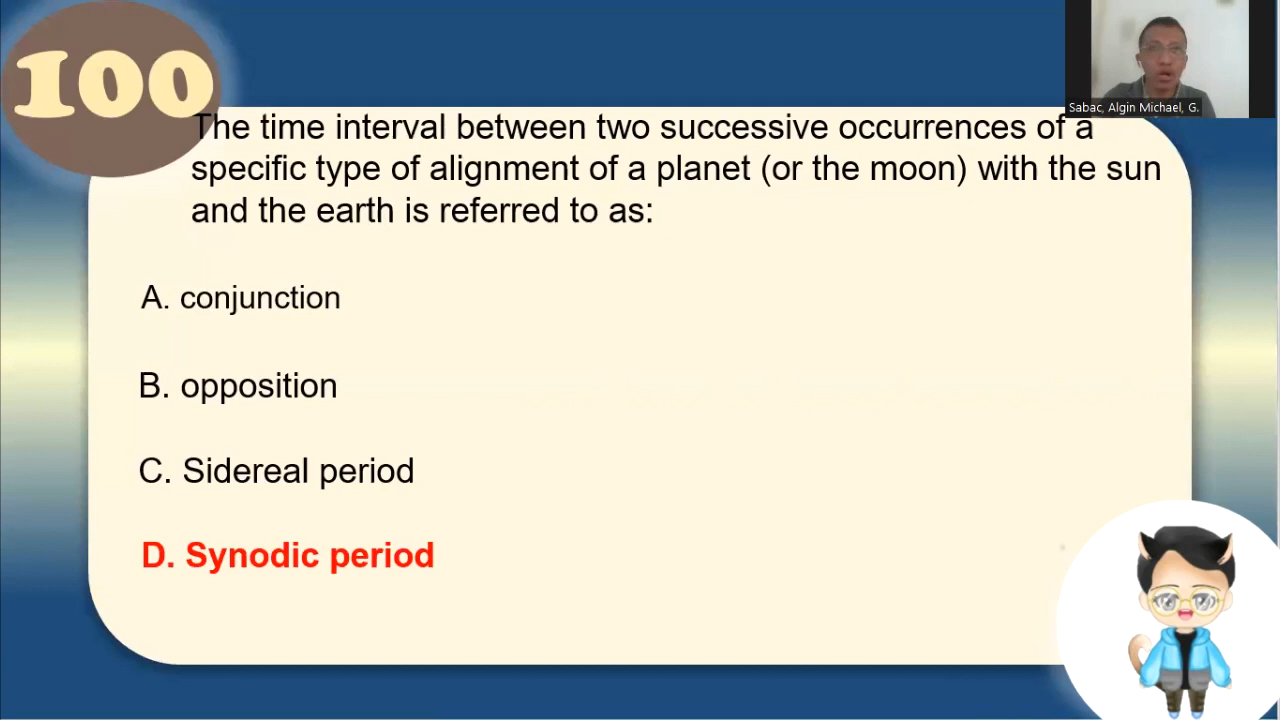 100
Sabac, Algin Michael, G.
The time interval between two successive occurrences of a
specific type of alignment of a planet (or the moon) with the sun
and the earth is referred to as:
A. conjunction
B. opposition
C. Sidereal period
D. Synodic period